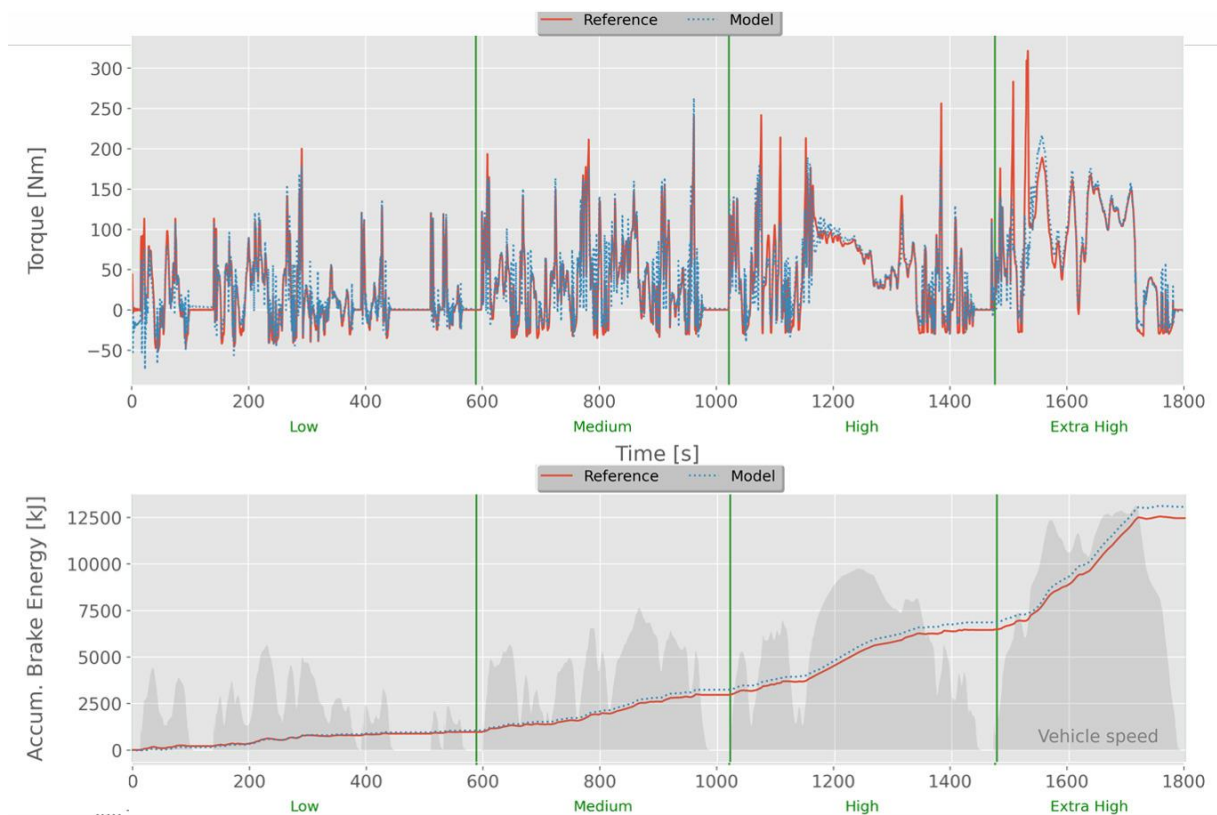 Reference Model
Torque [Nm]
300
250
200
150
100
50
0
−50
0 200 400 600 800 1000 1200 1400 1600 1800
Low Medium High Extra High
Time [s]
Reference Model
Accum. Brake Energy [kJ]
12500
10000
7500
5000
2500
0
Vehicle speed
0 200 400 600 800 1000 1200 1400 1600 1800
Low Medium High Extra High